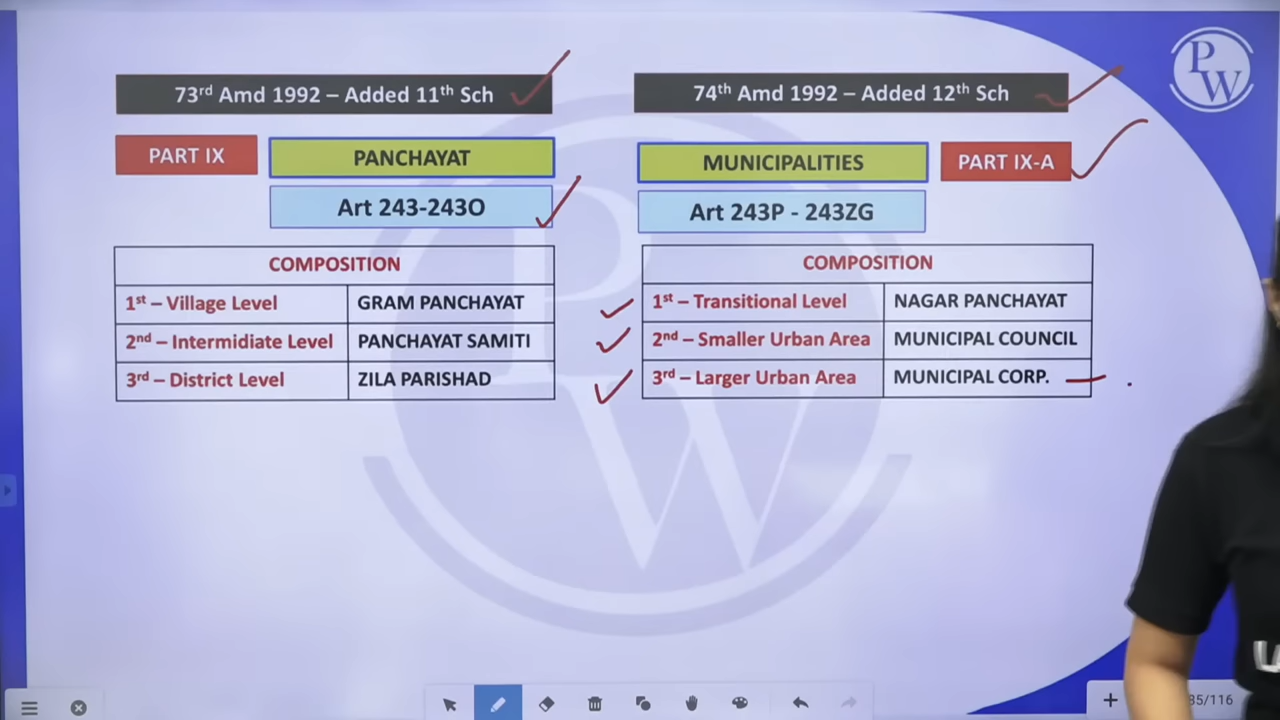 PW
73rd Amd 1992 – Added 11th Sch
PART IX
PANCHAYAT
Art 243-243O
COMPOSITION
1st – Village Level GRAM PANCHAYAT
2nd – Intermidiate Level PANCHAYAT SAMITI
3rd – District Level ZILA PARISHAD
74th Amd 1992 – Added 12th Sch
MUNICIPALITIES
PART IX-A
Art 243P - 243ZG
COMPOSITION
1st – Transitional Level NAGAR PANCHAYAT
2nd – Smaller Urban Area MUNICIPAL COUNCIL
3rd – Larger Urban Area MUNICIPAL CORP.
PW